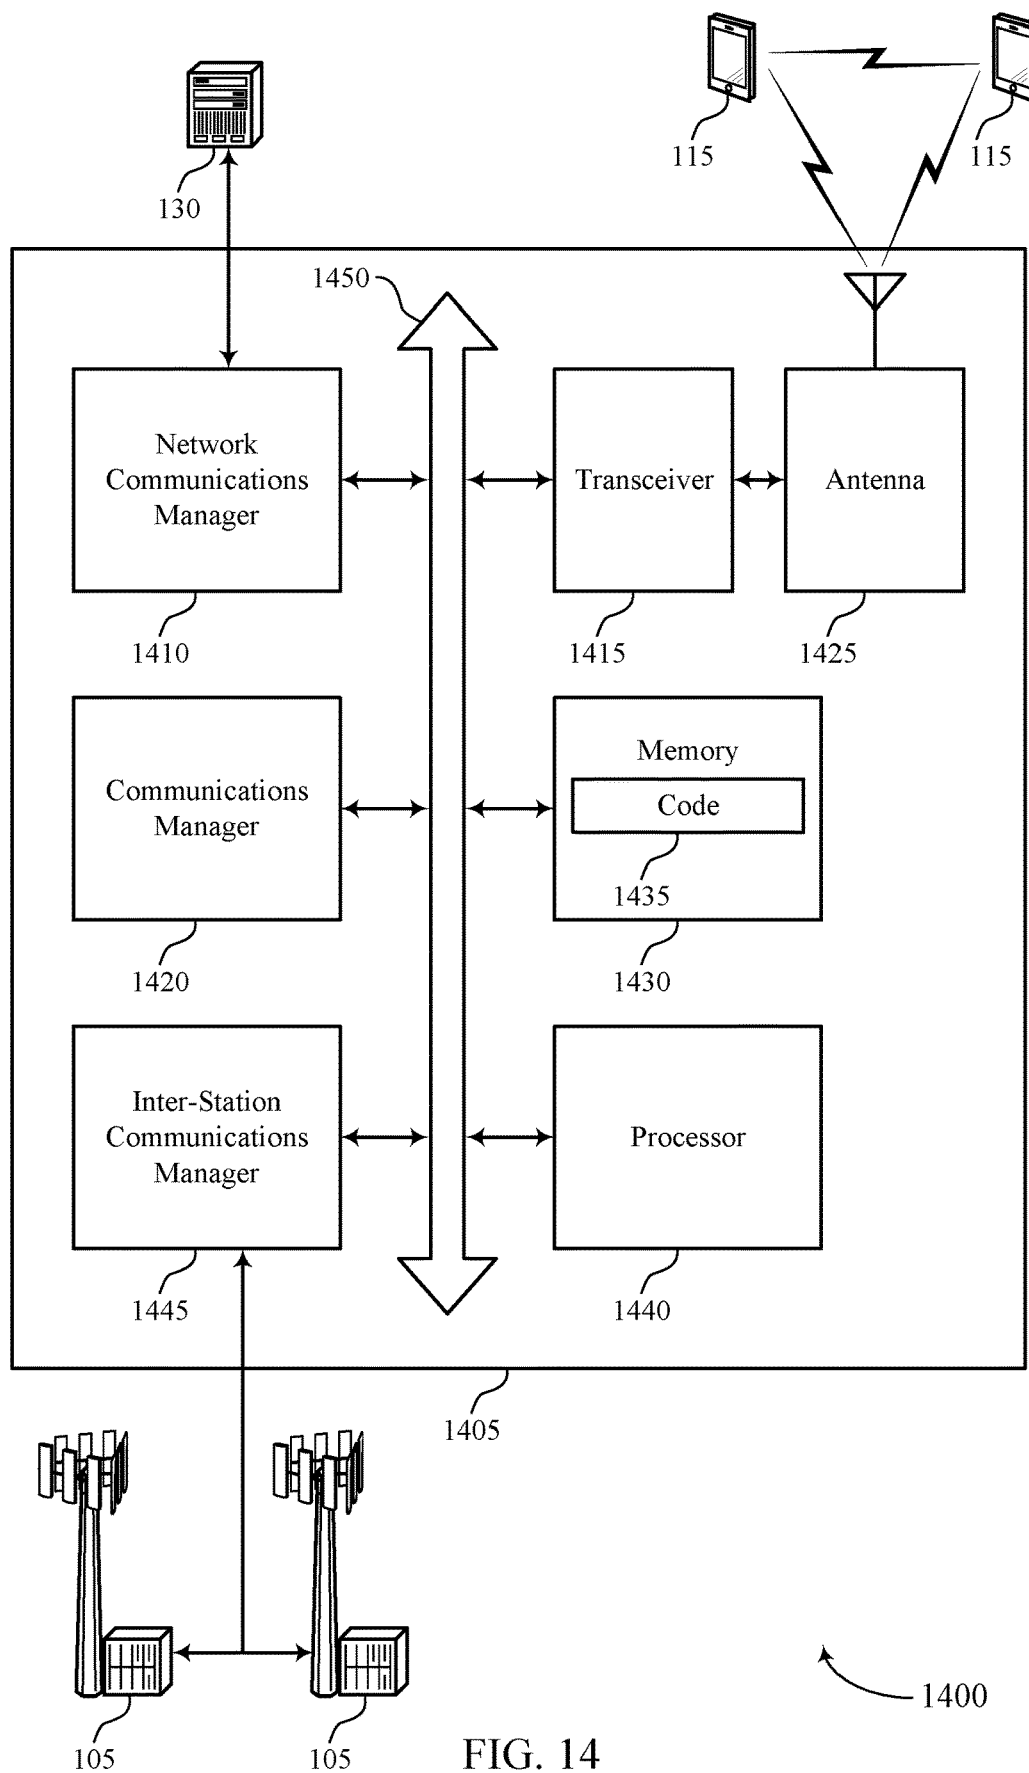 115
115
130
1450
Network
Communications
Manager
Transceiver
Antenna
1410
1415
1425
Communications
Manager
Memory
Code
1435
1420
1430
Inter-Station
Communications
Manager
Processor
1445
1440
1405
105
105
1400
FIG. 14